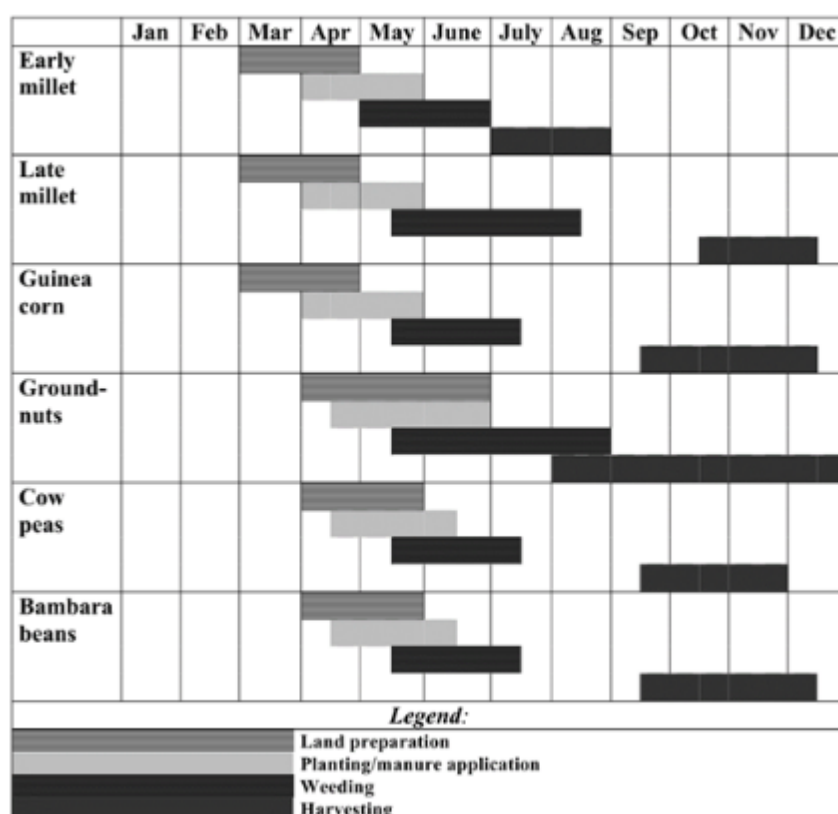 Jan Feb Mar Apr May June July Aug Sep Oct Nov Dec
Early
millet
Late
millet
Guinea
corn
Ground-
nuts
Cow
peas
Bambara
beans
Legend:
Land preparation
Planting/manure application
Weeding
Harvesting